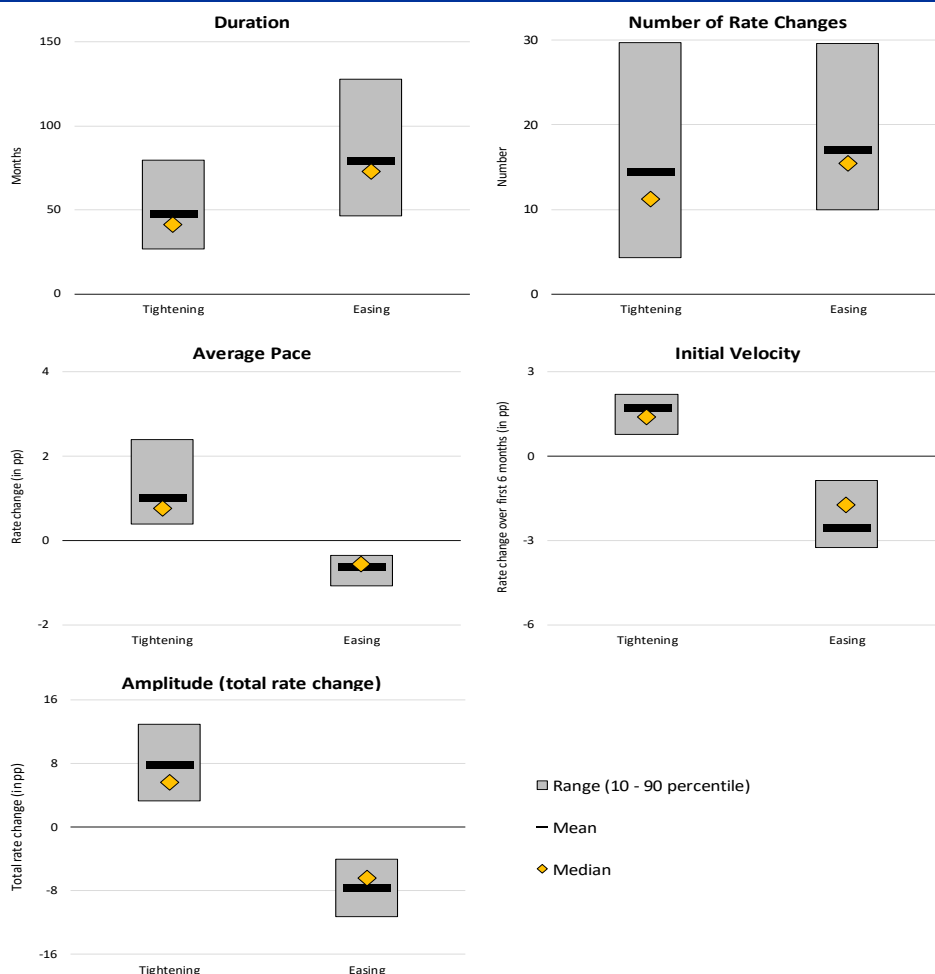 Duration
150
100
50
0
Months
Tightening
Easing
Number of Rate Changes
30
20
10
0
Number
Tightening
Easing
Average Pace
4
2
0
-2
Rate change (in pp)
Tightening
Easing
Initial Velocity
3
0
-3
-6
Rate change over first 6 months (in pp)
Tightening
Easing
Amplitude (total rate change)
16
8
0
-8
-16
Total rate change (in pp)
Tightening
Easing
Range (10 - 90 percentile)
Mean
Median